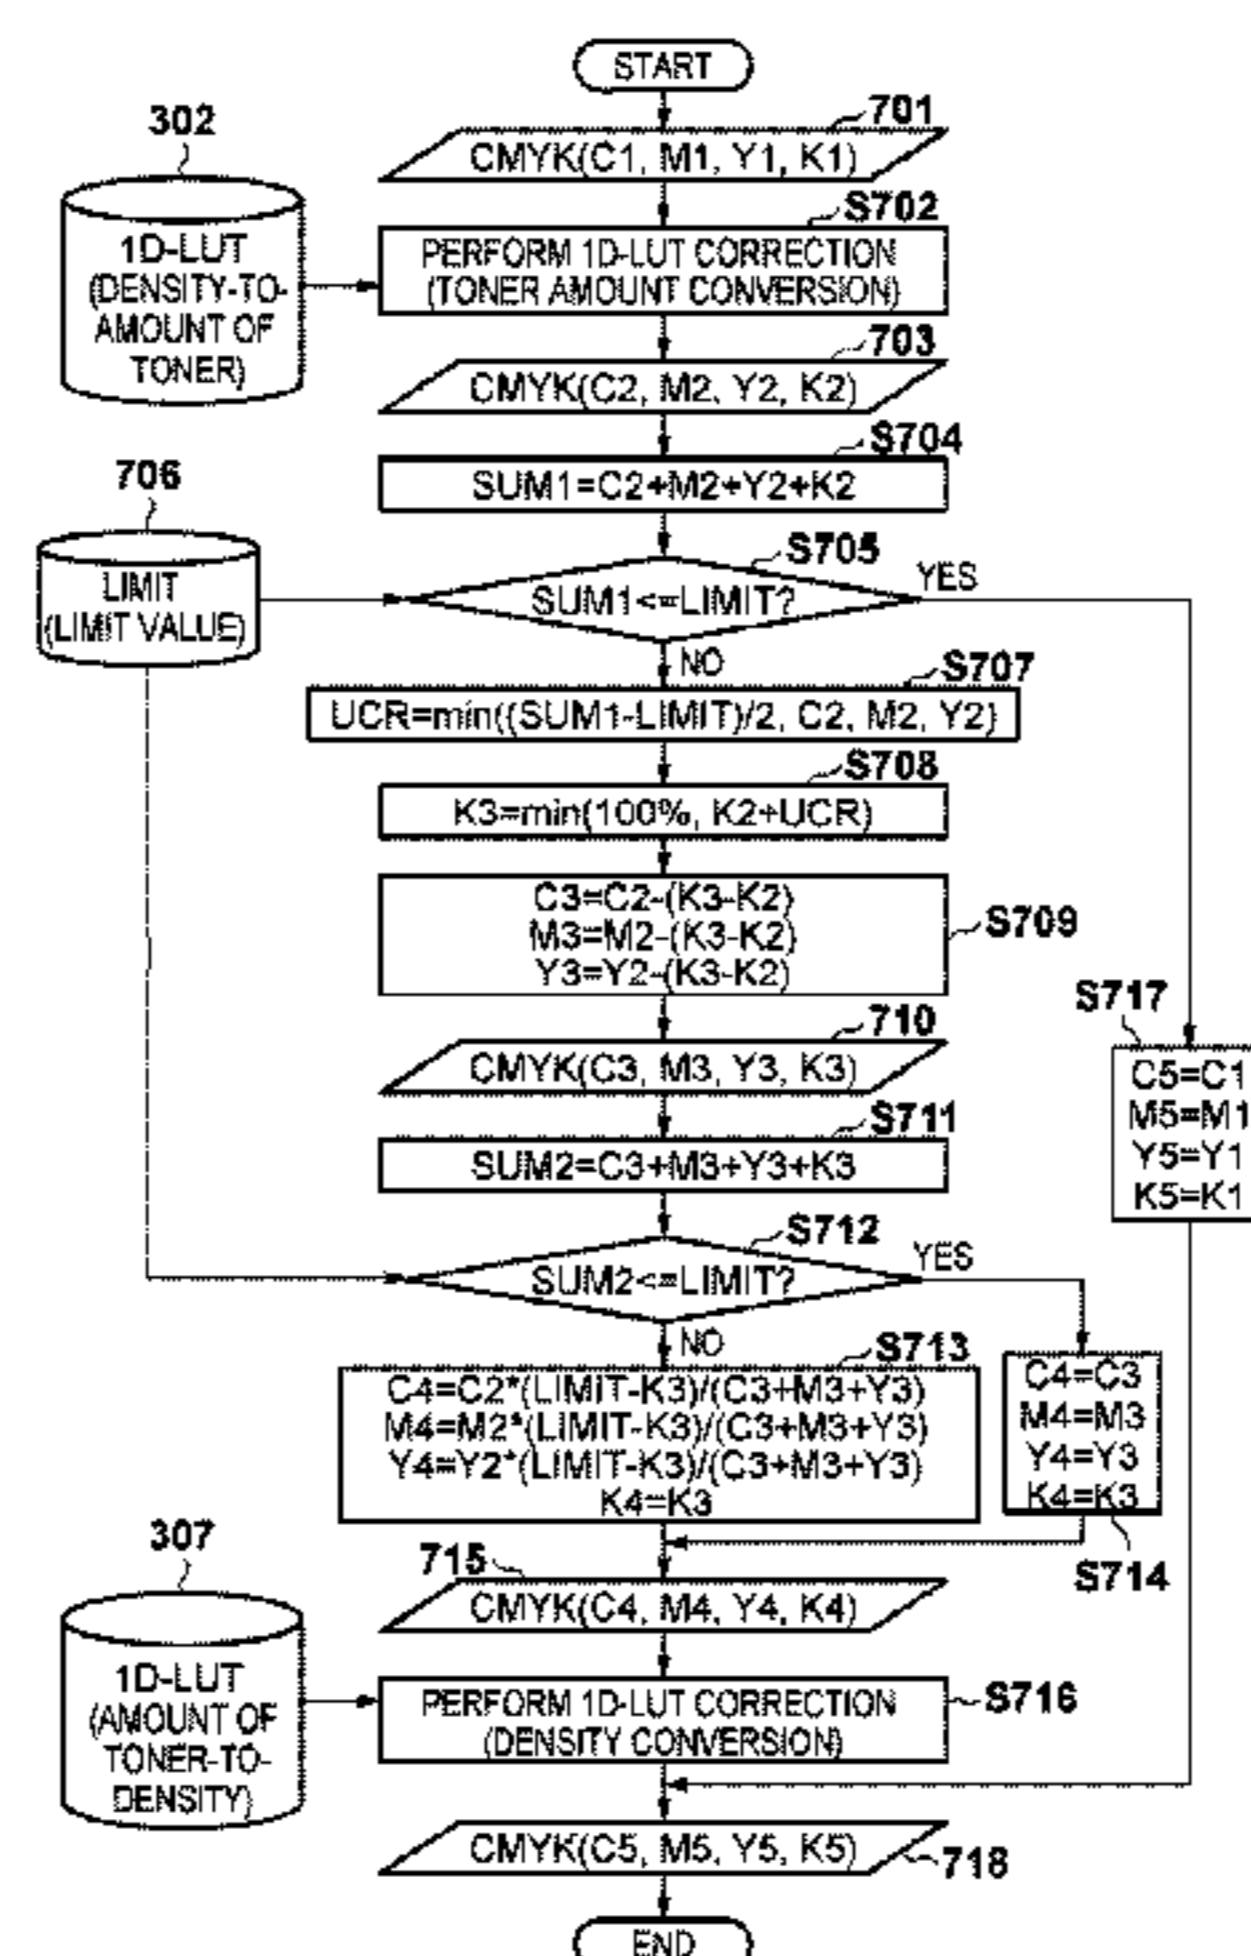 START
701
CMYK(C1, M1, Y1, K1)
302
1D-LUT
(DENSITY-TO-
AMOUNT OF
TONER)
S702
PERFORM 1D-LUT CORRECTION
(TONER AMOUNT CONVERSION)
703
CMYK(C2, M2, Y2, K2)
S704
SUM1=C2+M2+Y2+K2
706
LIMIT
(LIMIT VALUE)
S705
SUM1<=LIMIT?
YES
NO
S707
UCR=min((SUM1-LIMIT)/2, C2, M2, Y2)
S708
K3=min(100%, K2+UCR)
C3=C2-(K3-K2)
M3=M2-(K3-K2)
Y3=Y2-(K3-K2)
S709
710
CMYK(C3, M3, Y3, K3)
S711
SUM2=C3+M3+Y3+K3
S717
C5=C1
M5=M1
Y5=Y1
K5=K1
S712
SUM2<=LIMIT?
YES
NO
S713
C4=C2*(LIMIT-K3)/(C3+M3+Y3)
M4=M2*(LIMIT-K3)/(C3+M3+Y3)
Y4=Y2*(LIMIT-K3)/(C3+M3+Y3)
K4=K3
C4=C3
M4=M3
Y4=Y3
K4=K3
S714
715
CMYK(C4, M4, Y4, K4)
307
1D-LUT
(AMOUNT OF
TONER-TO-
DENSITY)
PERFORM 1D-LUT CORRECTION
(DENSITY CONVERSION)
S716
CMYK(C5, M5, Y5, K5)
718
END